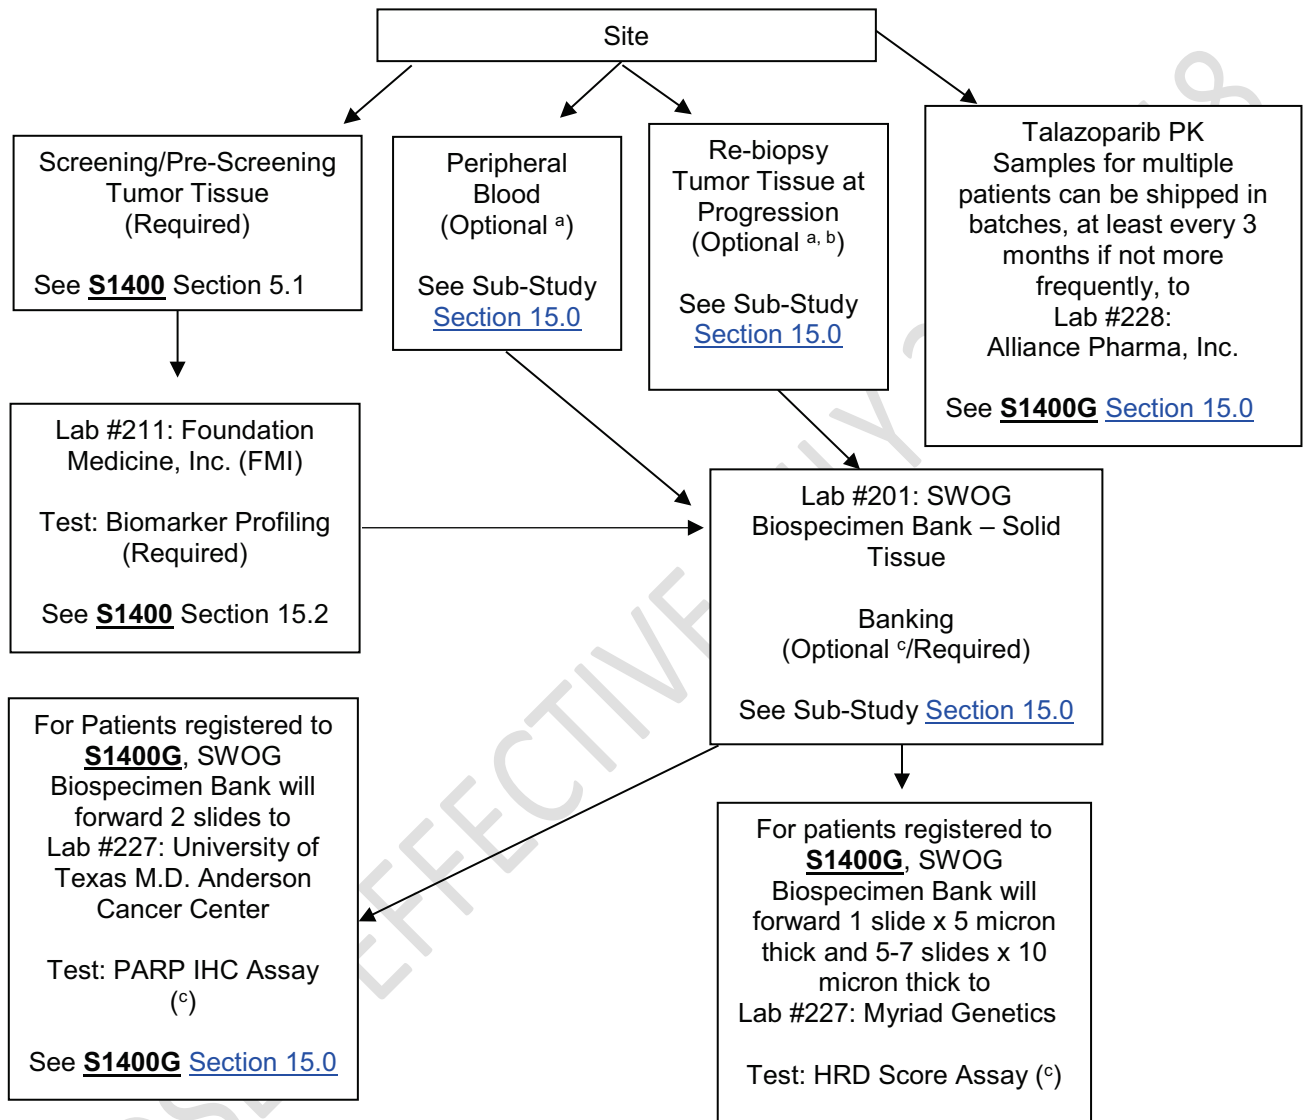 Site
Screening/Pre-Screening
Tumor Tissue
(Required)
See S1400 Section 5.1
Peripheral
Blood
(Optional a)
See Sub-Study
Section 15.0
Re-biopsy
Tumor Tissue at
Progression
(Optional a, b)
See Sub-Study
Section 15.0
Talazoparib PK
Samples for multiple
patients can be shipped in
batches, at least every 3
months if not more
frequently, to
Lab #228:
Alliance Pharma, Inc.
See S1400G Section 15.0
Lab #211: Foundation
Medicine, Inc. (FMI)
Test: Biomarker Profiling
(Required)
See S1400 Section 15.2
Lab #201: SWOG
Biospecimen Bank – Solid
Tissue
Banking
(Optional c/Required)
See Sub-Study Section 15.0
For Patients registered to
S1400G, SWOG
Biospecimen Bank will
forward 2 slides to
Lab #227: University of
Texas M.D. Anderson
Cancer Center
Test: PARP IHC Assay
(c)
See S1400G Section 15.0
For patients registered to
S1400G, SWOG
Biospecimen Bank will
forward 1 slide x 5 micron
thick and 5-7 slides x 10
micron thick to
Lab #227: Myriad Genetics
Test: HRD Score Assay (c)
EFFECTIVE